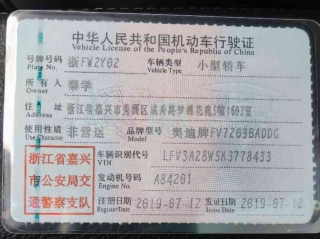 中华人民共和国机动车行驶证
Vehicle License of the People's Republic of China
号牌号码 浙FW2Y02 车辆类型 小型轿车
Plate No. Vehicle Type
所有人 秦学
Owner
住址 浙江省嘉兴市秀洲区 1603室
Address
使用性质 非营运 品牌型号 奥迪牌FV7203BADDG
Use Character Model
浙江省嘉兴 车辆识别代号 LFV3A28W5K3778433
VIN
市公安局交 发动机号码 A84201
Engine No.
通警察支队 注册日期 2019-07-12 发证日期 2019-07-12
Register Date Issue Date